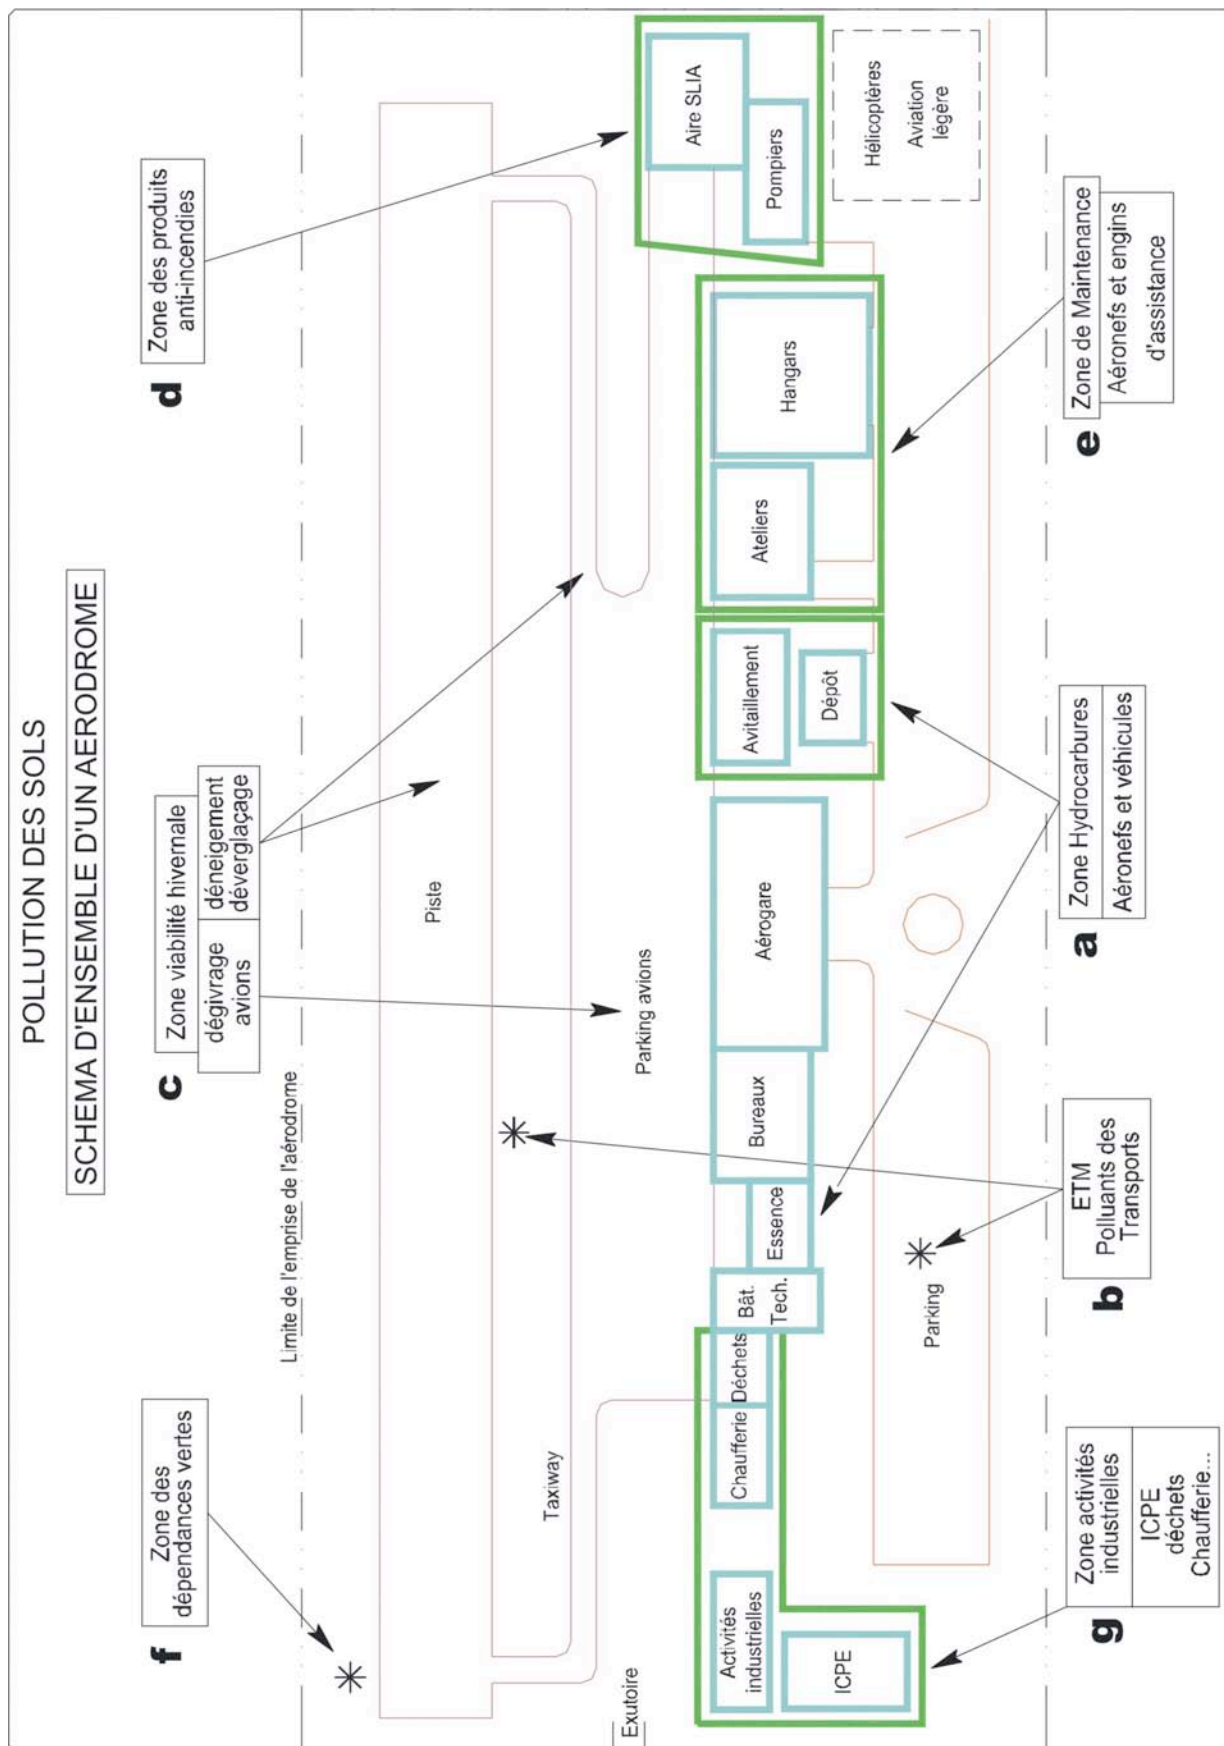 POLLUTION DES SOLS
SCHEMA D'ENSEMBLE D'UN AERODROME
f
Zone des
dépendances vertes
c
Zone viabilité hivernale
dégivrage
avions
déneigement
déverglaçage
d
Zone des produits
anti-incendies
Limite de l'emprise de l'aérodrome
Piste
Taxiway
Parking avions
Exutoire
Activités
industrielles
ICPE
Chaufferie
Déchets
Bât.
Tech.
Essence
Bureaux
Aérogare
Avitaillement
Dépôt
Ateliers
Hangars
Aire SLIA
Pompiers
Hélicoptères
Aviation
légère
Parking
g
Zone activités
industrielles
ICPE
déchets
Chaufferie...
b
ETM
Polluants des
Transports
a
Zone Hydrocarbures
Aéronefs et véhicules
e
Zone de Maintenance
Aéronefs et engins
d'assistance